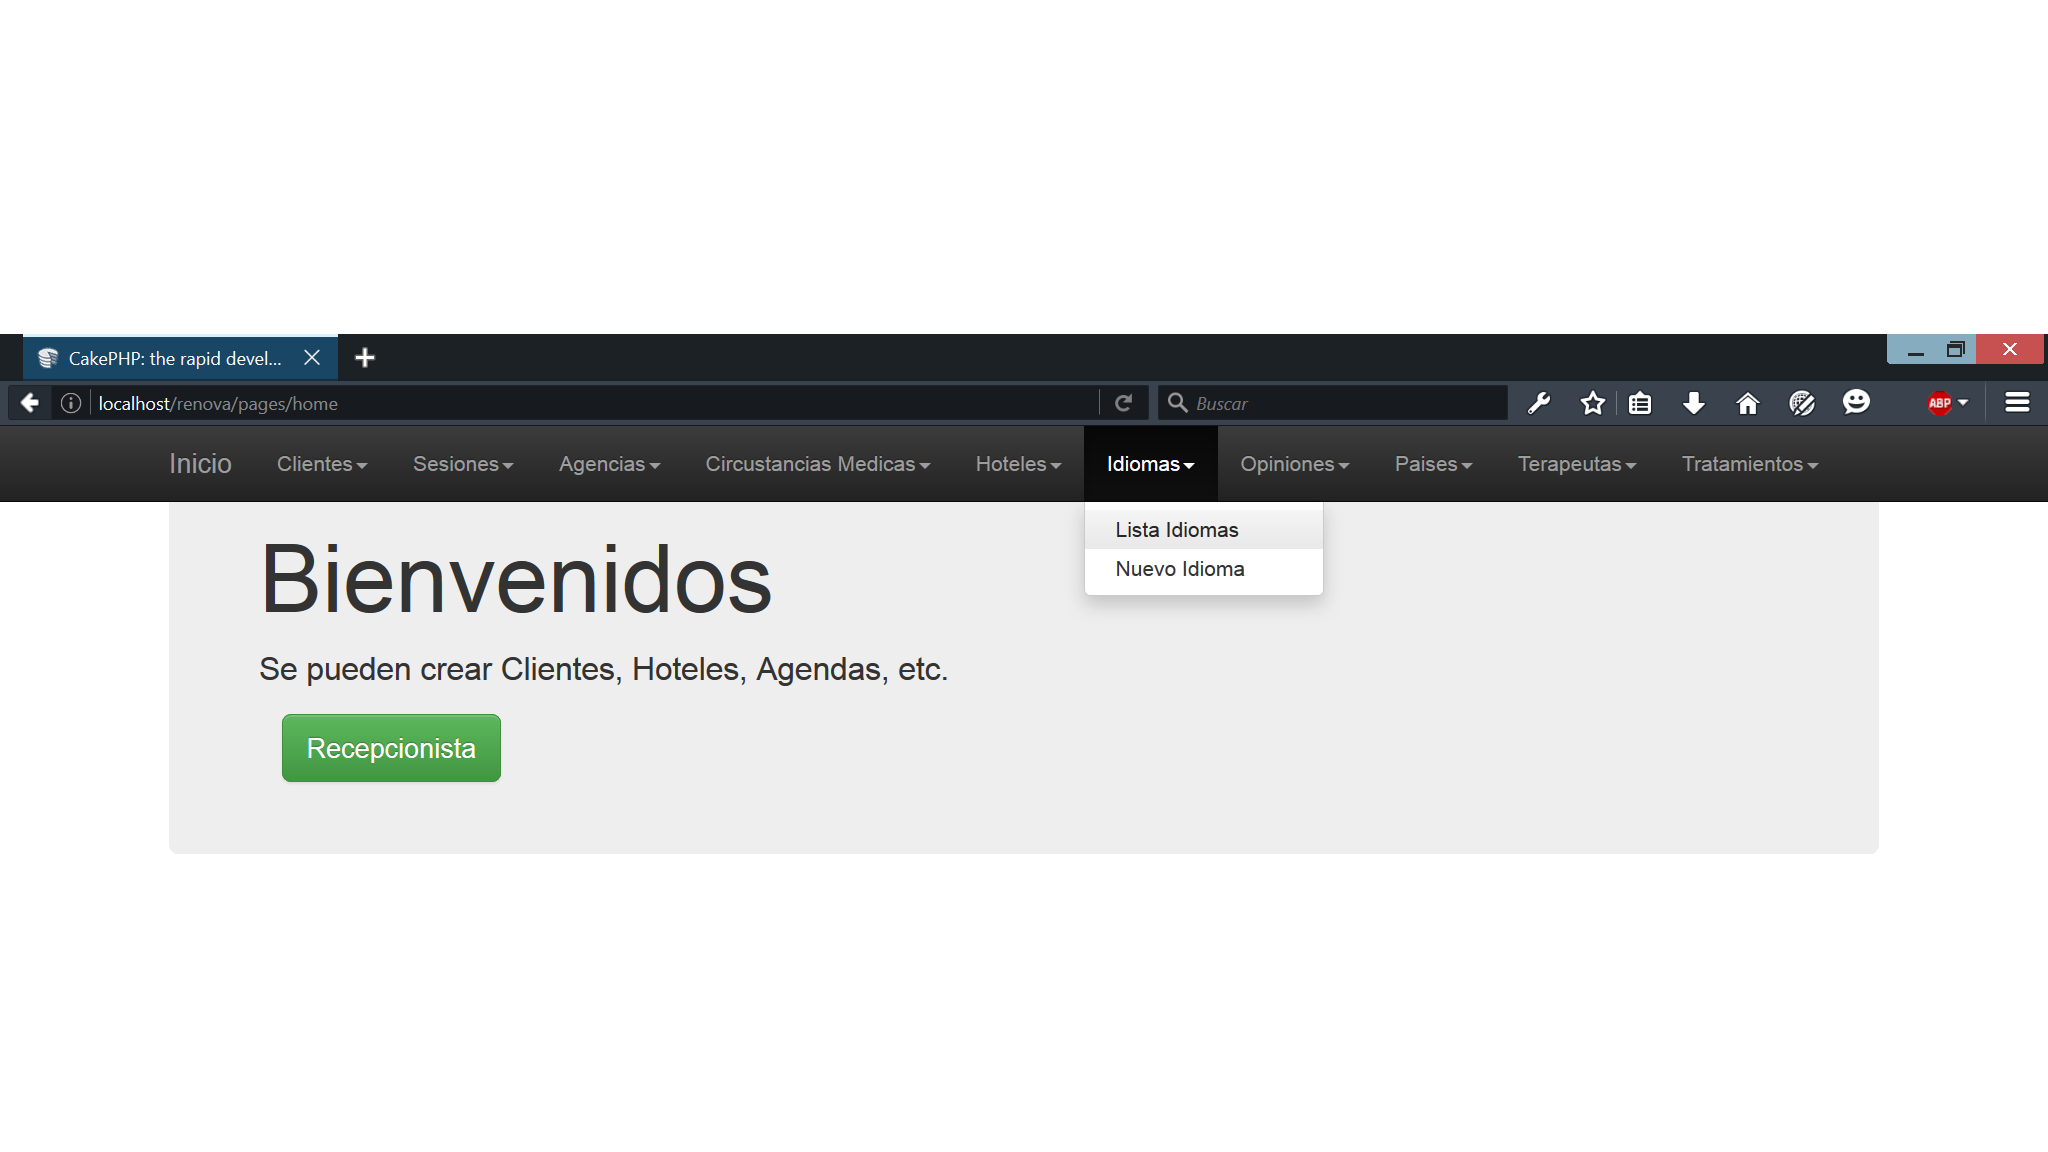 CakePHP: the rapid devel...
localhost/renova/pages/home
Buscar
ABP
Inicio Clientes Sesiones Agencias Circustancias Medicas Hoteles Idiomas Opiniones Paises Terapeutas Tratamientos
Lista Idiomas
Nuevo Idioma
Bienvenidos
Se pueden crear Clientes, Hoteles, Agendas, etc.
Recepcionista